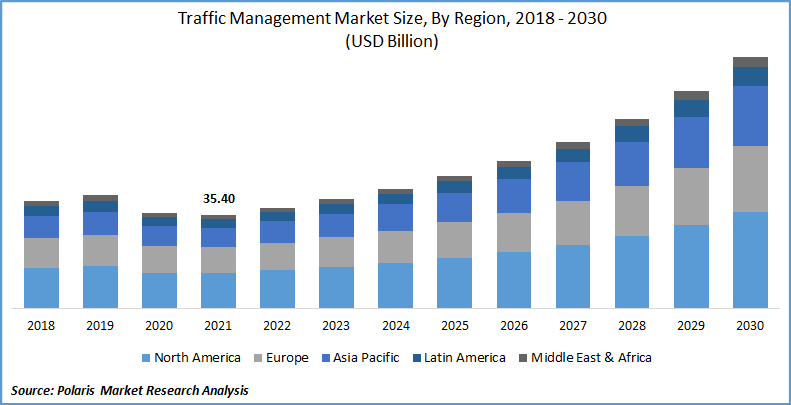 Traffic Management Market Size, By Region, 2018 - 2030
(USD Billion)
35.40
2018 2019 2020 2021 2022 2023 2024 2025 2026 2027 2028 2029 2030
North America Europe Asia Pacific Latin America Middle East & Africa
Source: Polaris Market Research Analysis